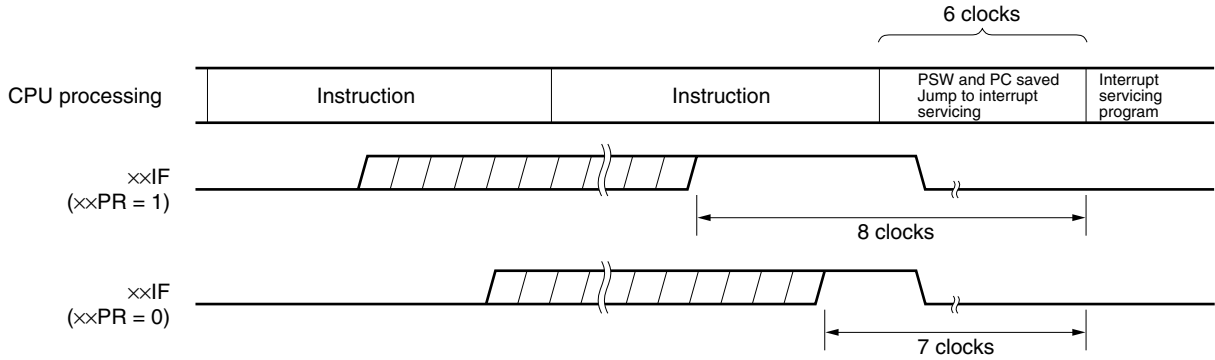 6 clocks
CPU processing
Instruction
Instruction
PSW and PC saved
Jump to interrupt
servicing
Interrupt
servicing
program
××IF
(××PR = 1)
8 clocks
××IF
(××PR = 0)
7 clocks